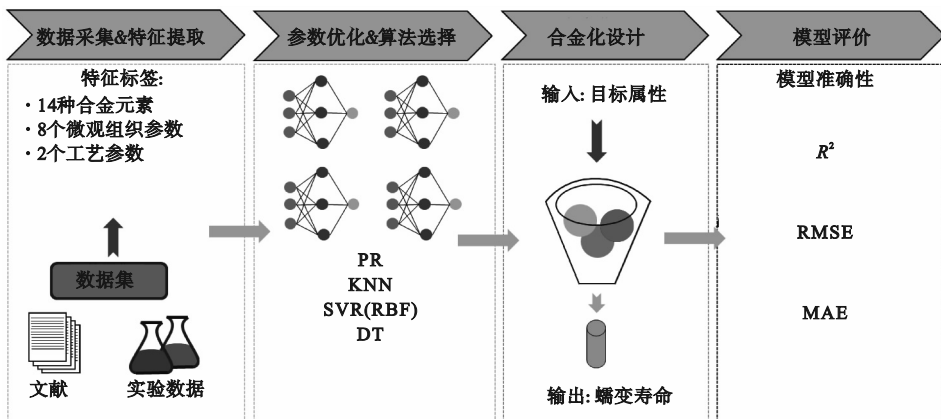 数据采集&特征提取
参数优化&算法选择
合金化设计
模型评价
特征标签:
·14种合金元素
·8个微观组织参数
·2个工艺参数
数据集
文献
实验数据
PR
KNN
SVR(RBF)
DT
输入: 目标属性
输出: 蠕变寿命
模型准确性
R²
RMSE
MAE